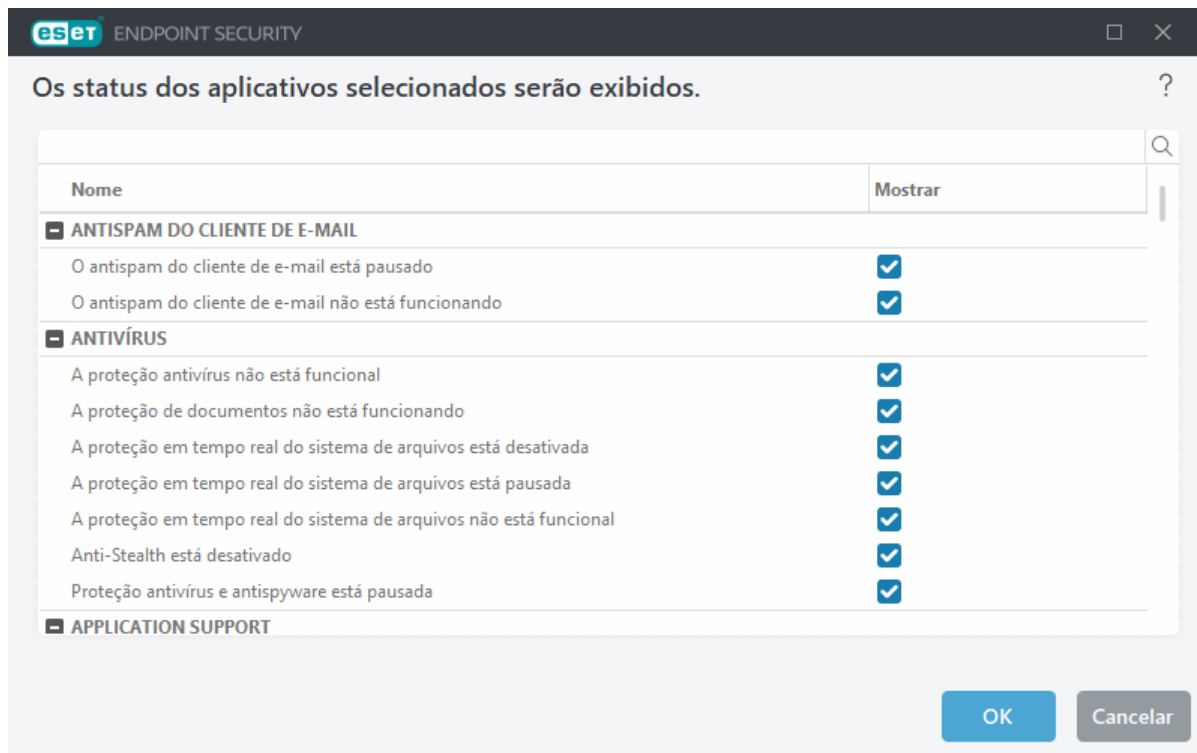 eset ENDPOINT SECURITY
Os status dos aplicativos selecionados serão exibidos.
?
Nome Mostrar
ANTISPAM DO CLIENTE DE E-MAIL
O antispam do cliente de e-mail está pausado
O antispam do cliente de e-mail não está funcionando
ANTIVÍRUS
A proteção antivírus não está funcional
A proteção de documentos não está funcionando
A proteção em tempo real do sistema de arquivos está desativada
A proteção em tempo real do sistema de arquivos está pausada
A proteção em tempo real do sistema de arquivos não está funcional
Anti-Stealth está desativado
Proteção antivírus e antispyware está pausada
APPLICATION SUPPORT
OK Cancelar